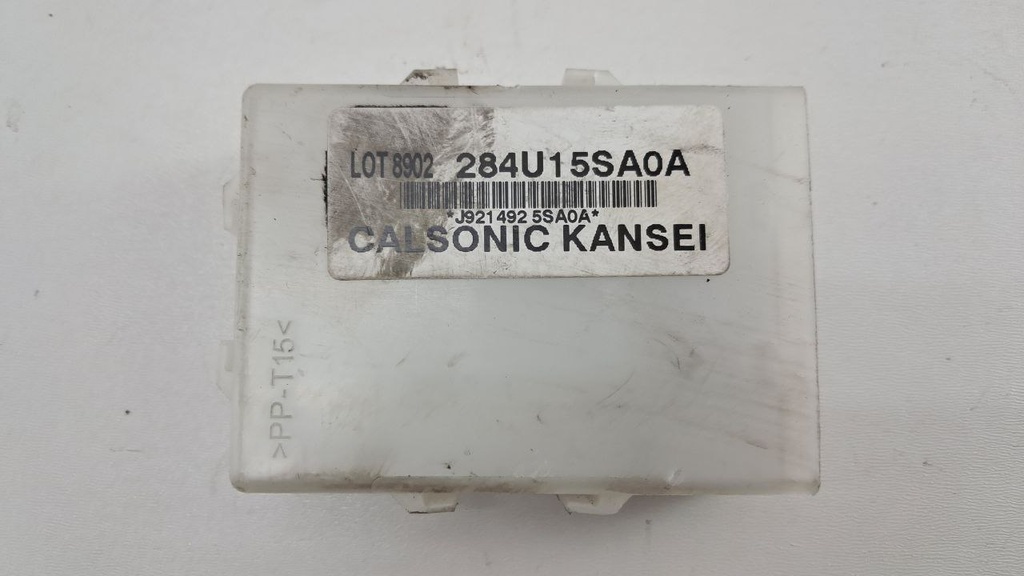 LOT 8902 284U15SA0A
*J921492 5SA0A*
CALSONIC KANSEI
>PP-T15<